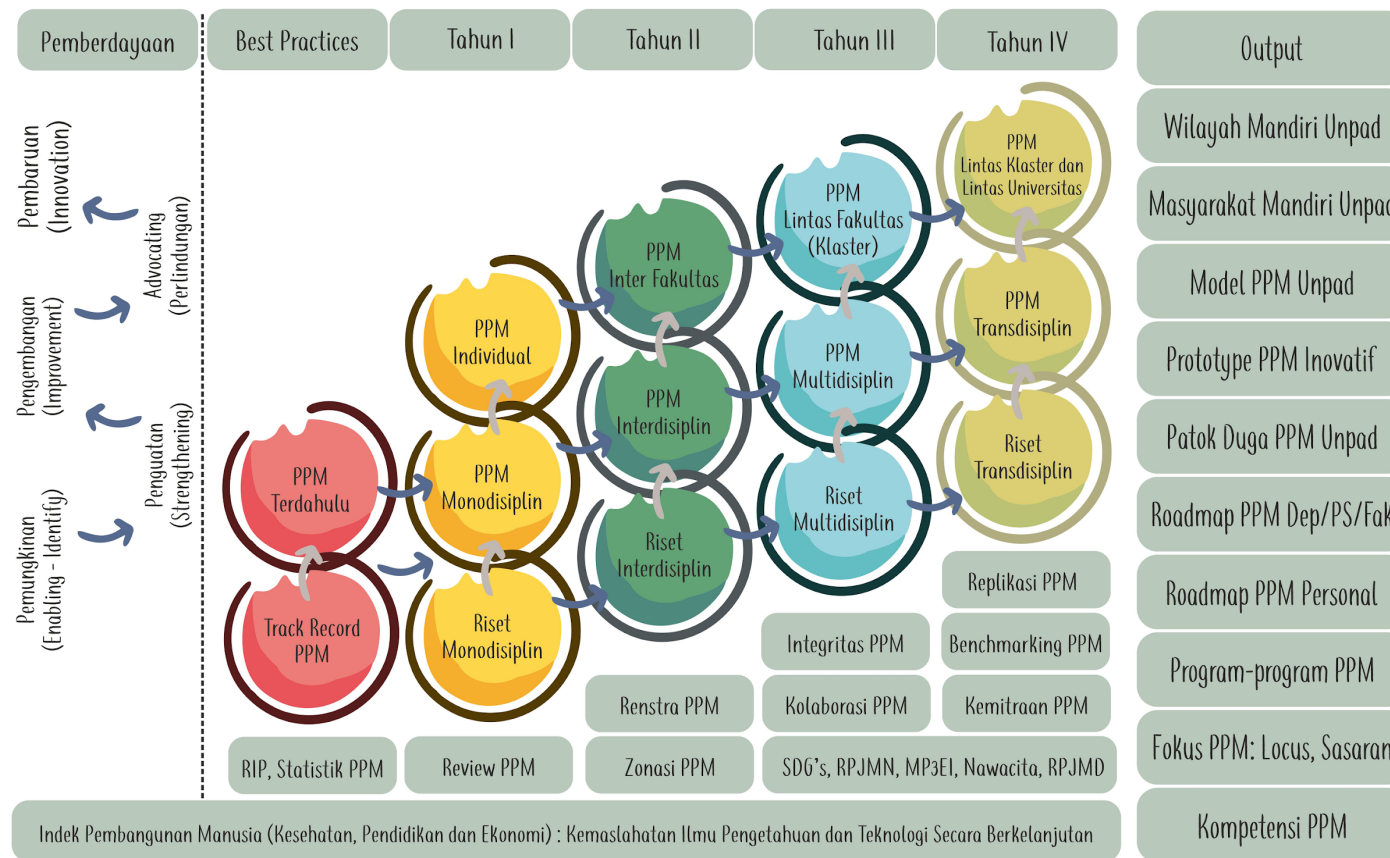 Pemberdayaan
Best Practices
Tahun I
Tahun II
Tahun III
Tahun IV
Output
Pembaruan
(Innovation)
Advocating
(Perlindungan)
Pengembangan
(Improvement)
Penguatan
(Strengthening)
Pemungkinan
(Enabling - Identify)
PPM
Terdahulu
Track Record
PPM
RIP, Statistik PPM
PPM
Individual
PPM
Monodisiplin
Riset
Monodisiplin
Review PPM
PPM
Inter Fakultas
PPM
Interdisiplin
Riset
Interdisiplin
Renstra PPM
Zonasi PPM
PPM
Lintas Fakultas
(Klaster)
PPM
Multidisiplin
Riset
Multidisiplin
Integritas PPM
Kolaborasi PPM
PPM
Lintas Klaster dan
Lintas Universitas
PPM
Transdisiplin
Riset
Transdisiplin
Replikasi PPM
Benchmarking PPM
Kemitraan PPM
SDG's, RPJMN, MP3EI, Nawacita, RPJMD
Wilayah Mandiri Unpad
Masyarakat Mandiri Unpad
Model PPM Unpad
Prototype PPM Inovatif
Patok Duga PPM Unpad
Roadmap PPM Dep/PS/Fak
Roadmap PPM Personal
Program-program PPM
Fokus PPM: Locus, Sasaran
Kompetensi PPM
Indek Pembangunan Manusia (Kesehatan, Pendidikan dan Ekonomi) : Kemaslahatan Ilmu Pengetahuan dan Teknologi Secara Berkelanjutan